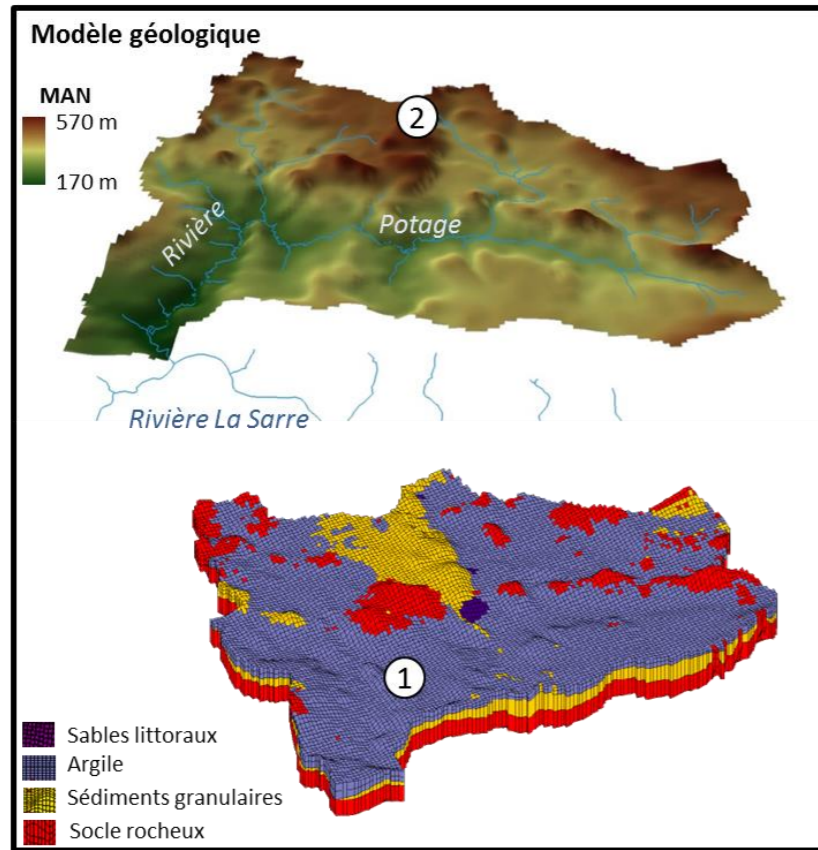 Modèle géologique
MAN
570 m
170 m
2
Rivière
Potage
Rivière La Sarre
1
Sables littoraux
Argile
Sédiments granulaires
Socle rocheux